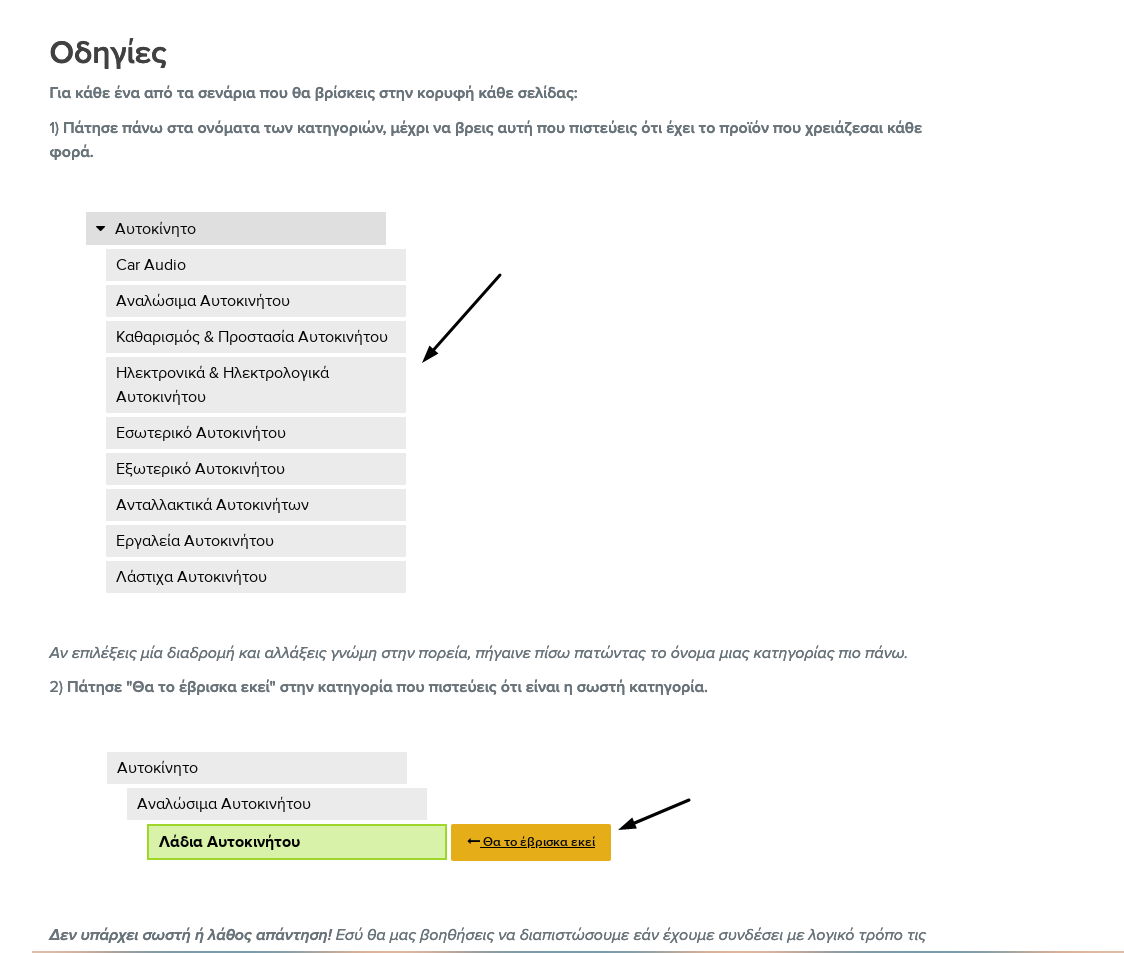 Οδηγίες
Για κάθε ένα από τα σενάρια που θα βρίσκεις στην κορυφή κάθε σελίδας:
1) Πάτησε πάνω στα ονόματα των κατηγοριών, μέχρι να βρεις αυτή που πιστεύεις ότι έχει το προϊόν που χρειάζεσαι κάθε
φορά.
Αυτοκίνητο
Car Audio
Αναλώσιμα Αυτοκινήτου
Καθαρισμός & Προστασία Αυτοκινήτου
Ηλεκτρονικά & Ηλεκτρολογικά
Αυτοκινήτου
Εσωτερικό Αυτοκινήτου
Εξωτερικό Αυτοκινήτου
Ανταλλακτικά Αυτοκινήτων
Εργαλεία Αυτοκινήτου
Λάστιχα Αυτοκινήτου
Αν επιλέξεις μία διαδρομή και αλλάξεις γνώμη στην πορεία, πήγαινε πίσω πατώντας το όνομα μιας κατηγορίας πιο πάνω.
2) Πάτησε "Θα το έβρισκα εκεί" στην κατηγορία που πιστεύεις ότι είναι η σωστή κατηγορία.
Αυτοκίνητο
Αναλώσιμα Αυτοκινήτου
Λάδια Αυτοκινήτου Θα το έβρισκα εκεί
Δεν υπάρχει σωστή ή λάθος απάντηση! Εσύ θα μας βοηθήσεις να διαπιστώσουμε εάν έχουμε συνδέσει με λογικό τρόπο τις